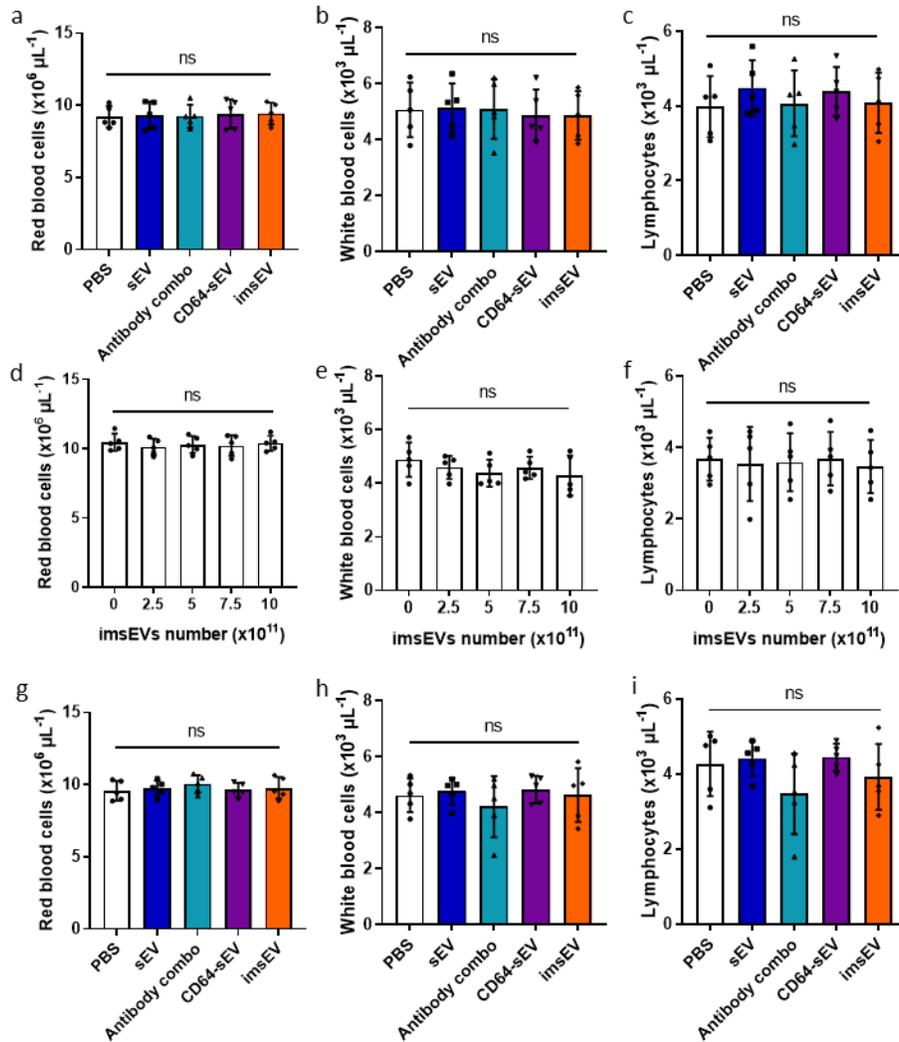 a
Red blood cells (x10⁶ µL⁻¹)
15
10
5
0
ns
PBS
sEV
Antibody combo
CD64-sEV
imsEV
b
White blood cells (x10³ µL⁻¹)
8
6
4
2
0
ns
PBS
sEV
Antibody combo
CD64-sEV
imsEV
c
Lymphocytes (x10³ µL⁻¹)
6
4
2
0
ns
PBS
sEV
Antibody combo
CD64-sEV
imsEV
d
Red blood cells (x10⁶ µL⁻¹)
15
10
5
0
ns
0 2.5 5 7.5 10
imsEVs number (x10¹¹)
e
White blood cells (x10³ µL⁻¹)
8
6
4
2
0
ns
0 2.5 5 7.5 10
imsEVs number (x10¹¹)
f
Lymphocytes (x10³ µL⁻¹)
6
4
2
0
ns
0 2.5 5 7.5 10
imsEVs number (x10¹¹)
g
Red blood cells (x10⁶ µL⁻¹)
15
10
5
0
ns
PBS
sEV
Antibody combo
CD64-sEV
imsEV
h
White blood cells (x10³ µL⁻¹)
8
6
4
2
0
ns
PBS
sEV
Antibody combo
CD64-sEV
imsEV
i
Lymphocytes (x10³ µL⁻¹)
6
4
2
0
ns
PBS
sEV
Antibody combo
CD64-sEV
imsEV